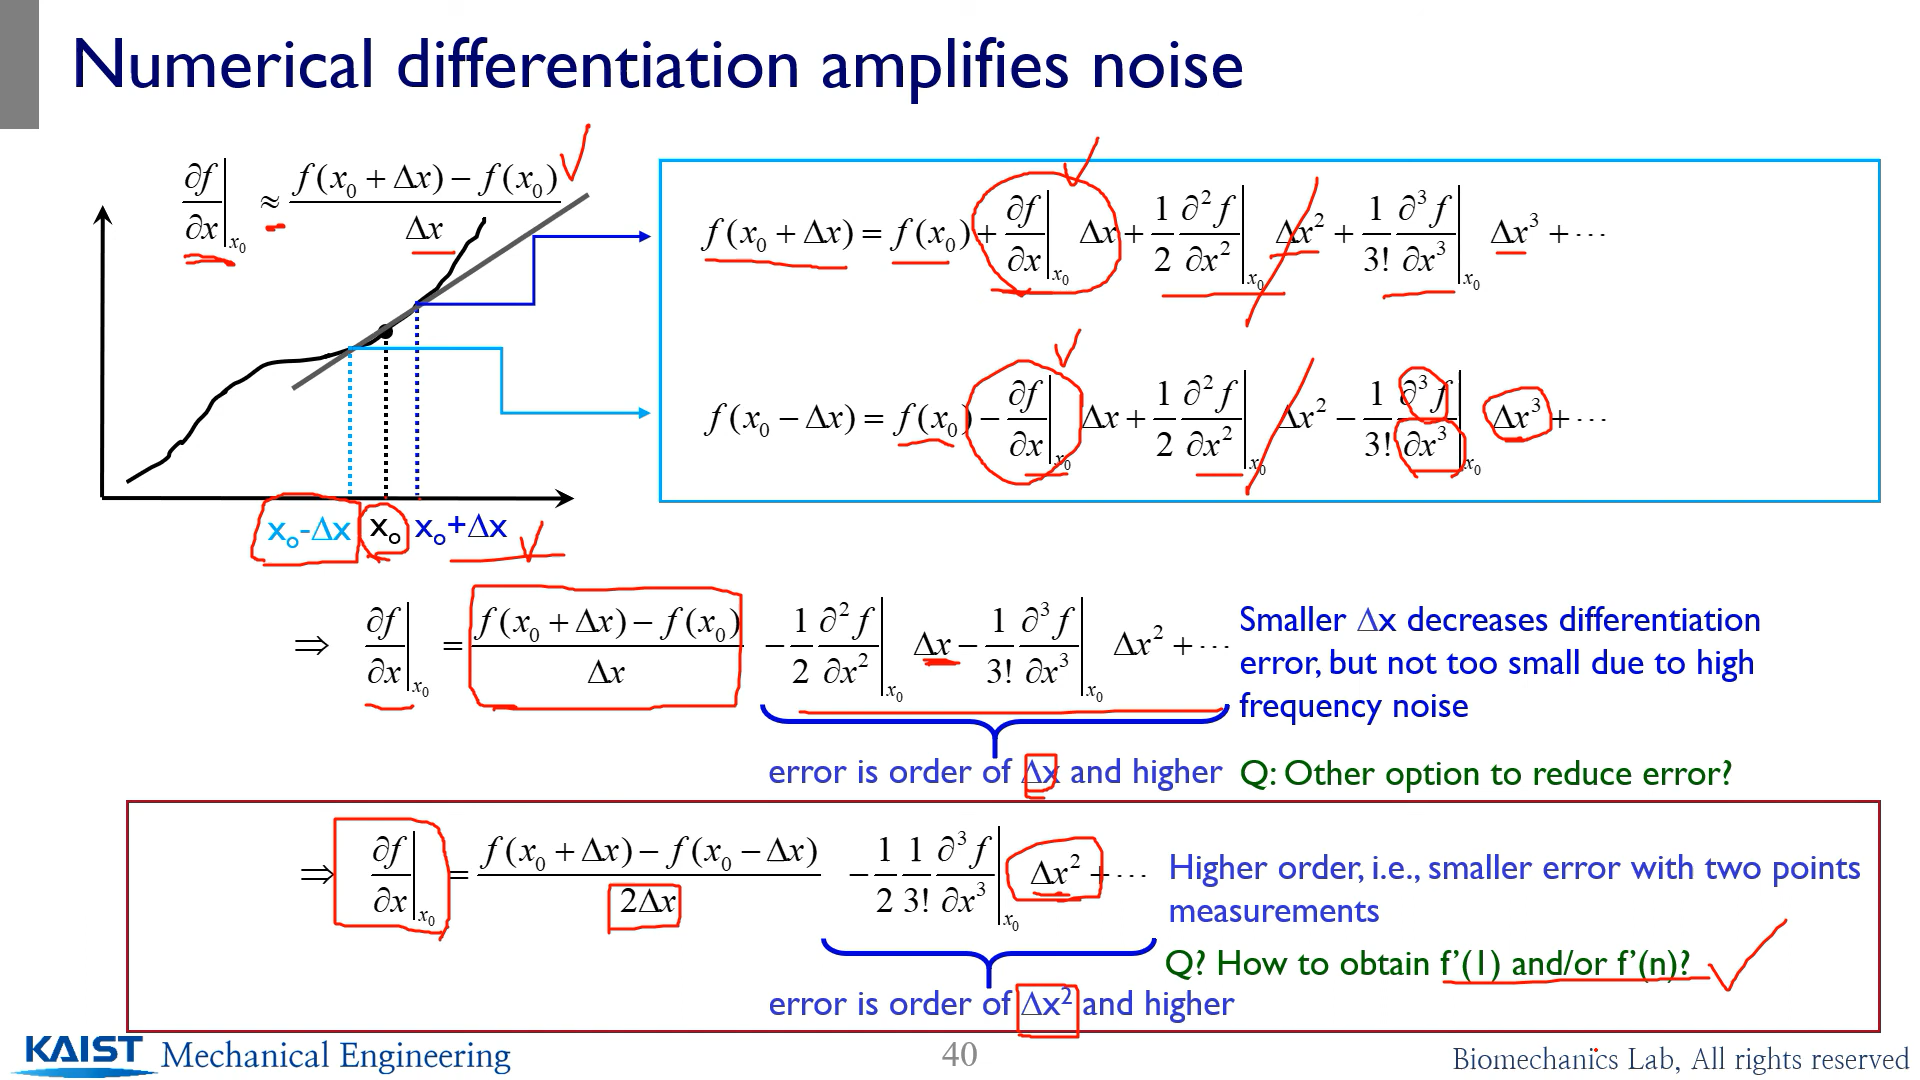 Numerical differentiation amplifies noise
∂f/∂x|x₀ ≈ (f(x₀ + Δx) − f(x₀))/Δx
f(x₀ + Δx) = f(x₀) + ∂f/∂x|x₀ Δx + 1/2 ∂²f/∂x²|x₀ Δx² + 1/3! ∂³f/∂x³|x₀ Δx³ + ⋯
f(x₀ − Δx) = f(x₀) − ∂f/∂x|x₀ Δx + 1/2 ∂²f/∂x²|x₀ Δx² − 1/3! ∂³f/∂x³|x₀ Δx³ + ⋯
xₒ-Δx xₒ xₒ+Δx
⇒ ∂f/∂x|x₀ = (f(x₀ + Δx) − f(x₀))/Δx − 1/2 ∂²f/∂x²|x₀ Δx − 1/3! ∂³f/∂x³|x₀ Δx² + ⋯
Smaller Δx decreases differentiation
error, but not too small due to high
frequency noise
error is order of Δx and higher
Q: Other option to reduce error?
⇒ ∂f/∂x|x₀ = (f(x₀ + Δx) − f(x₀ − Δx))/2Δx − 1/2 1/3! ∂³f/∂x³|x₀ Δx² + ⋯
Higher order, i.e., smaller error with two points
measurements
Q? How to obtain f’(1) and/or f’(n)?
error is order of Δx² and higher
KAIST Mechanical Engineering
40
Biomechanics Lab, All rights reserved